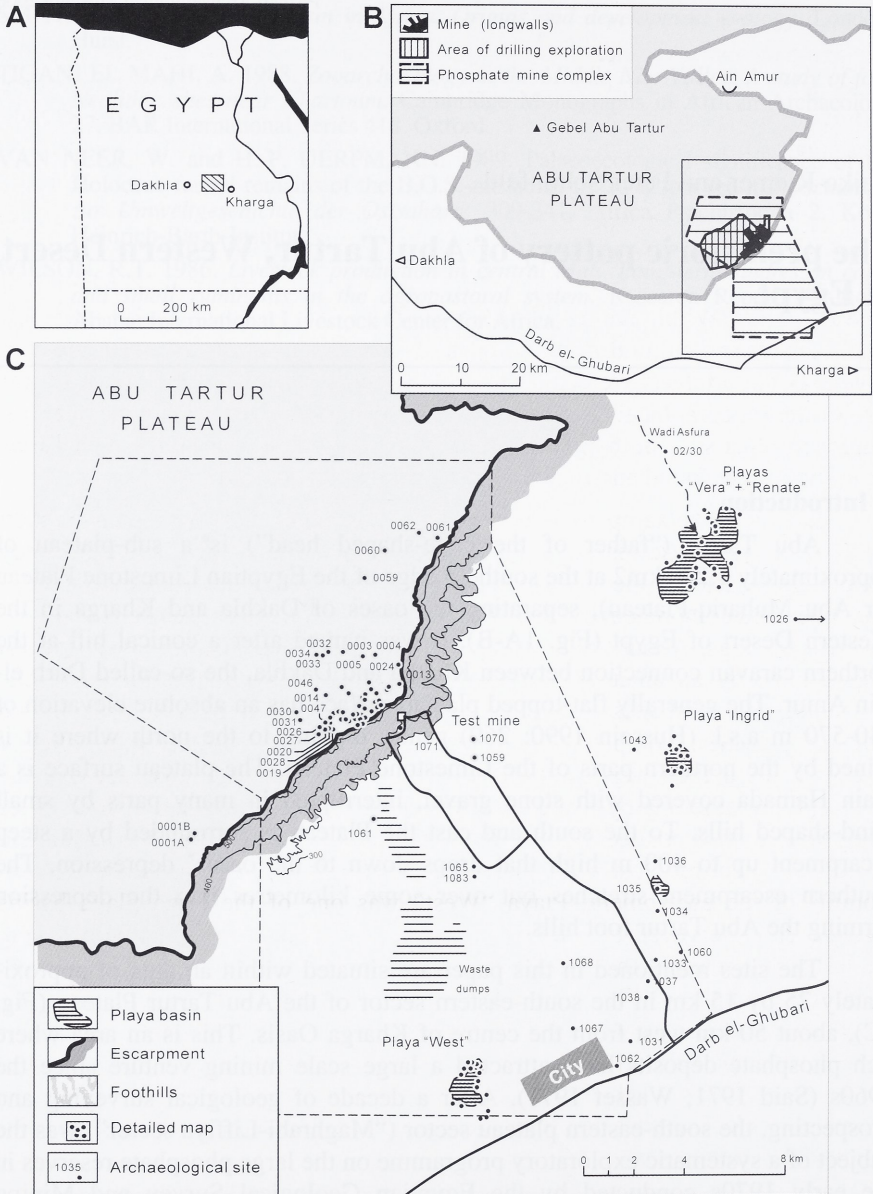 A
EGYPT
Dakhla
Kharga
0 200 km
B
Mine (longwalls)
Area of drilling exploration
Phosphate mine complex
Ain Amur
Gebel Abu Tartur
ABU TARTUR
PLATEAU
Dakhla
Darb el-Ghubari
Kharga
0 10 20 km
C
ABU TARTUR
PLATEAU
Wadi Asfura
02/30
Playas
"Vera" + "Renate"
1026
0062 0061
0060
0059
0032 0003 0004
0034
0033 0005 0024
0013
0046
0014
0030 0047
0031
0026
0027
0025
0028
0019
Test mine
1071
1070
1059
1043
Playa "Ingrid"
0001B
0001A
500
400
300
1061
1065
1083
1036
1035
1034
1060
1033
1068
1037
1038
Waste
dumps
1067
1031
1062
Darb el-Ghubari
City
Playa "West"
Playa basin
Escarpment
Foothills
Detailed map
1035 Archaeological site
0 1 2 4 8 km